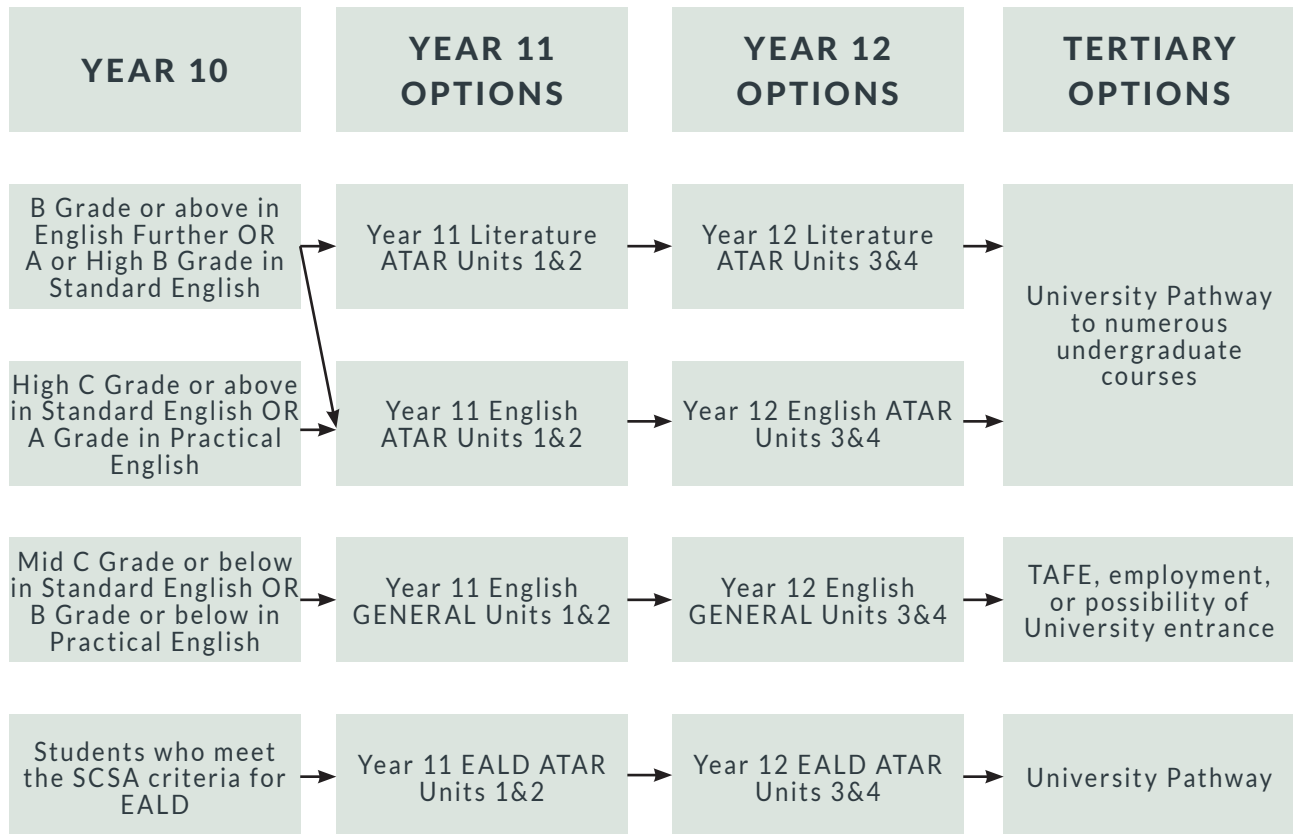 YEAR 10
YEAR 11
OPTIONS
YEAR 12
OPTIONS
TERTIARY
OPTIONS
B Grade or above in
English Further OR
A or High B Grade in
Standard English
Year 11 Literature
ATAR Units 1&2
Year 12 Literature
ATAR Units 3&4
University Pathway
to numerous
undergraduate
courses
High C Grade or above
in Standard English OR
A Grade in Practical
English
Year 11 English
ATAR Units 1&2
Year 12 English ATAR
Units 3&4
Mid C Grade or below
in Standard English OR
B Grade or below in
Practical English
Year 11 English
GENERAL Units 1&2
Year 12 English
GENERAL Units 3&4
TAFE, employment,
or possibility of
University entrance
Students who meet
the SCSA criteria for
EALD
Year 11 EALD ATAR
Units 1&2
Year 12 EALD ATAR
Units 3&4
University Pathway